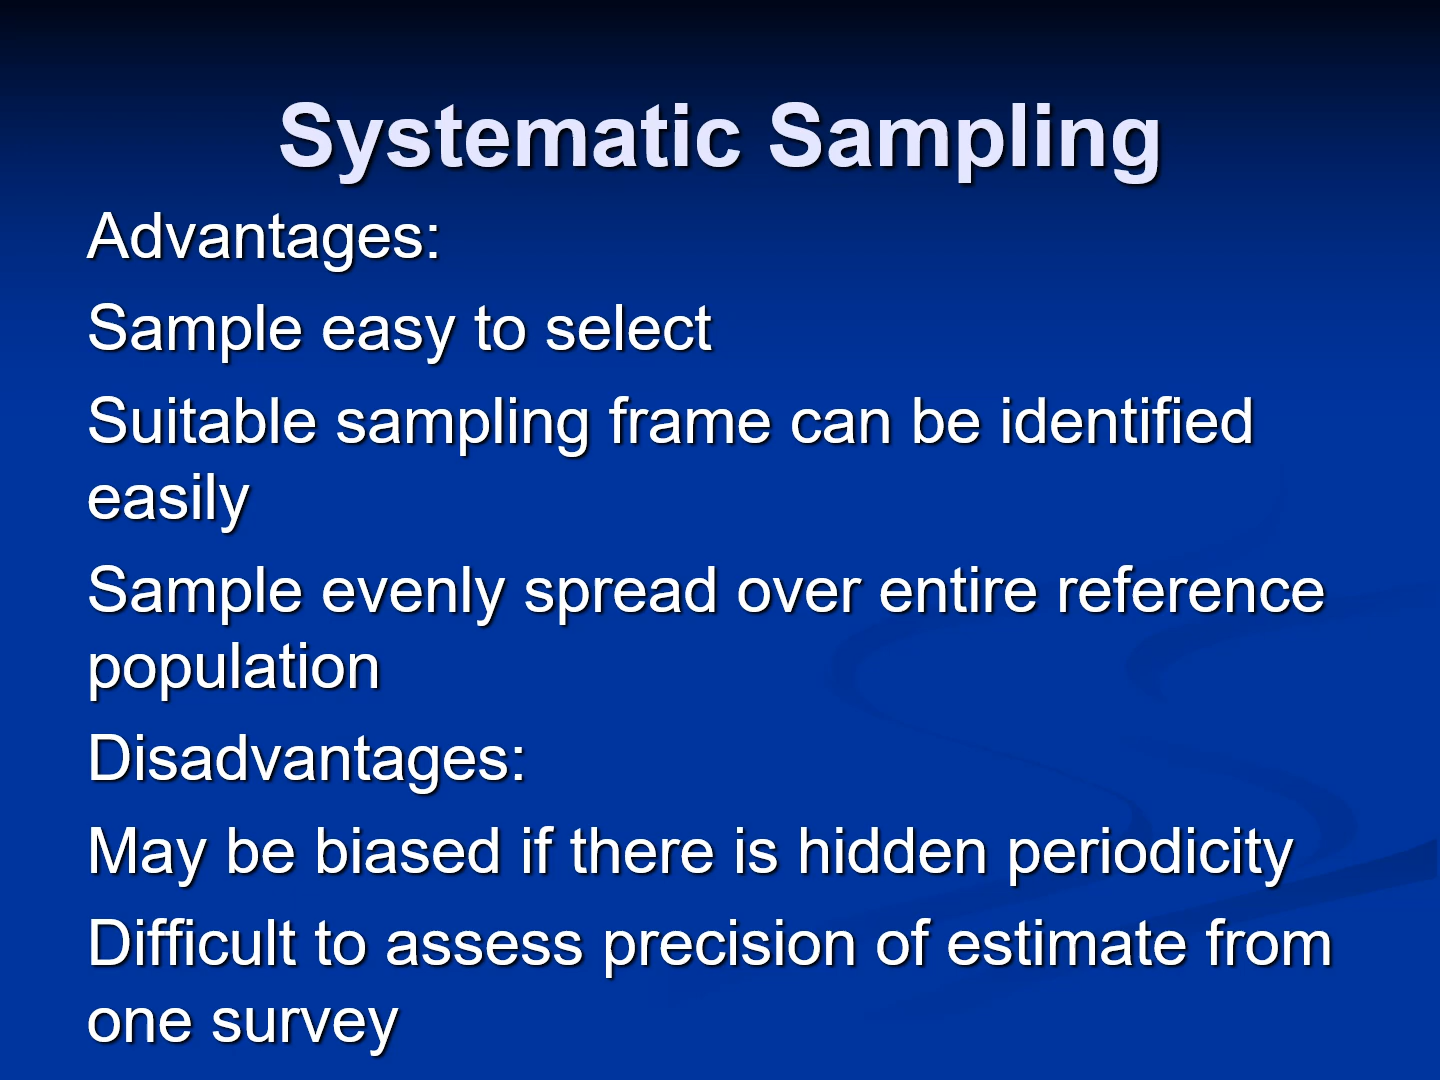 Systematic Sampling
Advantages:
Sample easy to select
Suitable sampling frame can be identified
easily
Sample evenly spread over entire reference
population
Disadvantages:
May be biased if there is hidden periodicity
Difficult to assess precision of estimate from
one survey